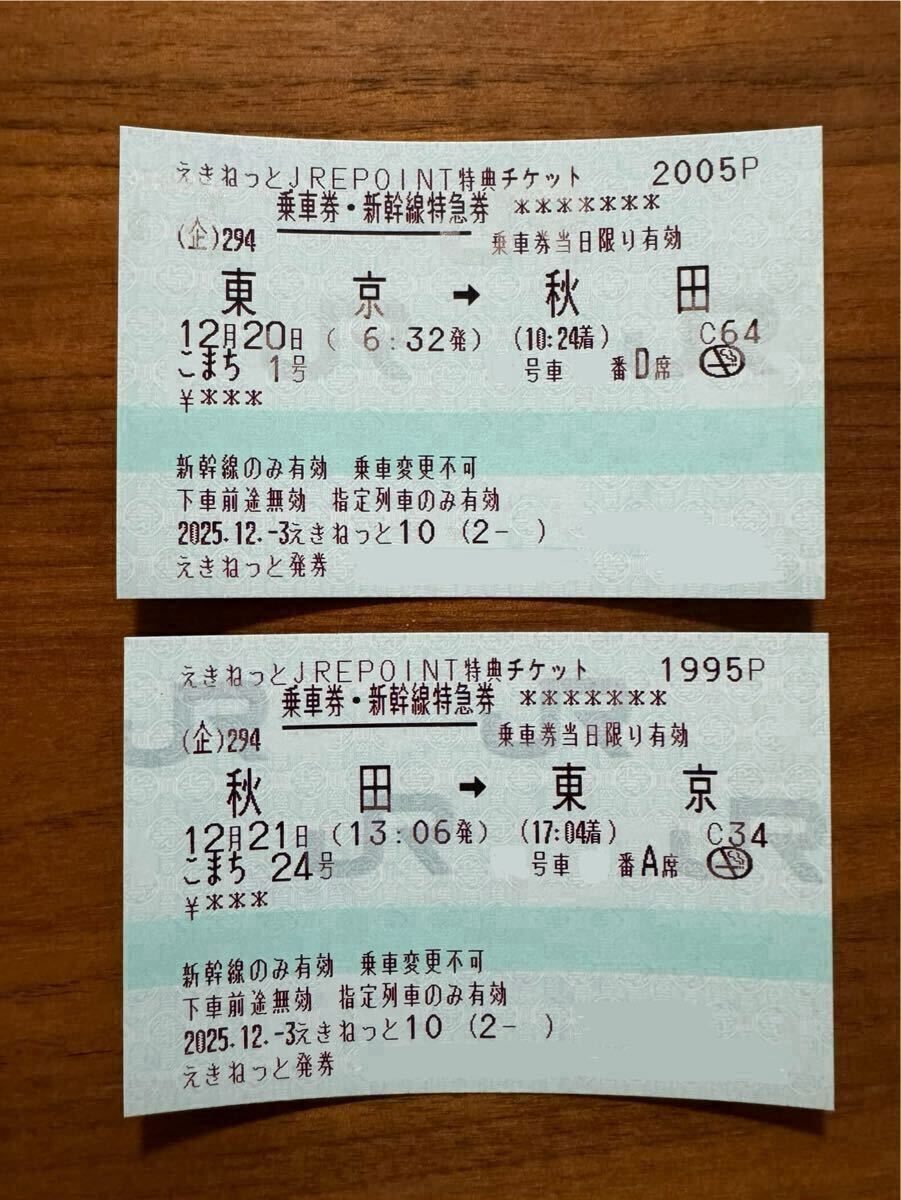 えきねっとJREPOINT特典チケット 2005P
乗車券・新幹線特急券 *******
(企)294 乗車券当日限り有効
東京 → 秋田
12月20日 ( 6:32発) (10:24着) C64
こまち 1号 号車 番D席
¥***
新幹線のみ有効 乗車変更不可
下車前途無効 指定列車のみ有効
2025.12.-3えきねっと10 (2- )
えきねっと発券
えきねっとJREPOINT特典チケット 1995P
乗車券・新幹線特急券 *******
(企)294 乗車券当日限り有効
秋田 → 東京
12月21日 (13:06発) (17:04着) C34
こまち 24号 号車 番A席
¥***
新幹線のみ有効 乗車変更不可
下車前途無効 指定列車のみ有効
2025.12.-3えきねっと10 (2- )
えきねっと発券